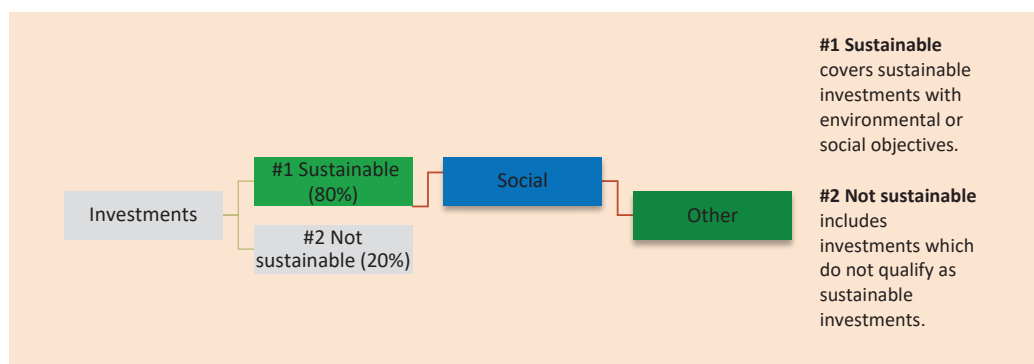 Investments
#1 Sustainable
(80%)
#2 Not
sustainable (20%)
Social
Other
#1 Sustainable
covers sustainable
investments with
environmental or
social objectives.
#2 Not sustainable
includes
investments which
do not qualify as
sustainable
investments.